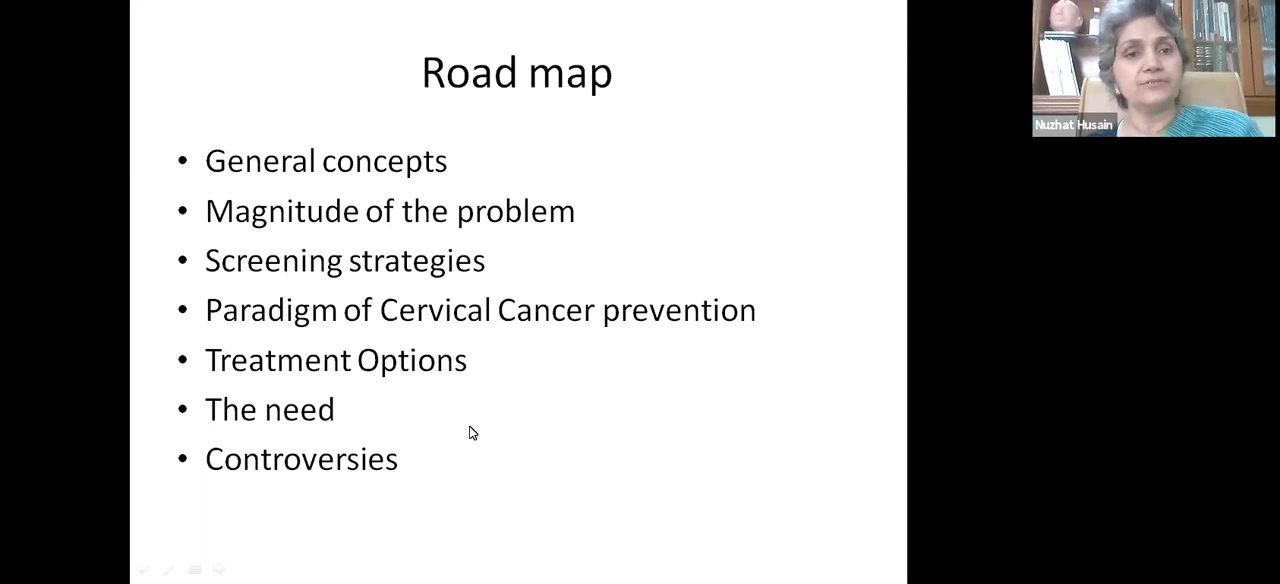 Road map
• General concepts
• Magnitude of the problem
• Screening strategies
• Paradigm of Cervical Cancer prevention
• Treatment Options
• The need
• Controversies
Nuzhat Husain